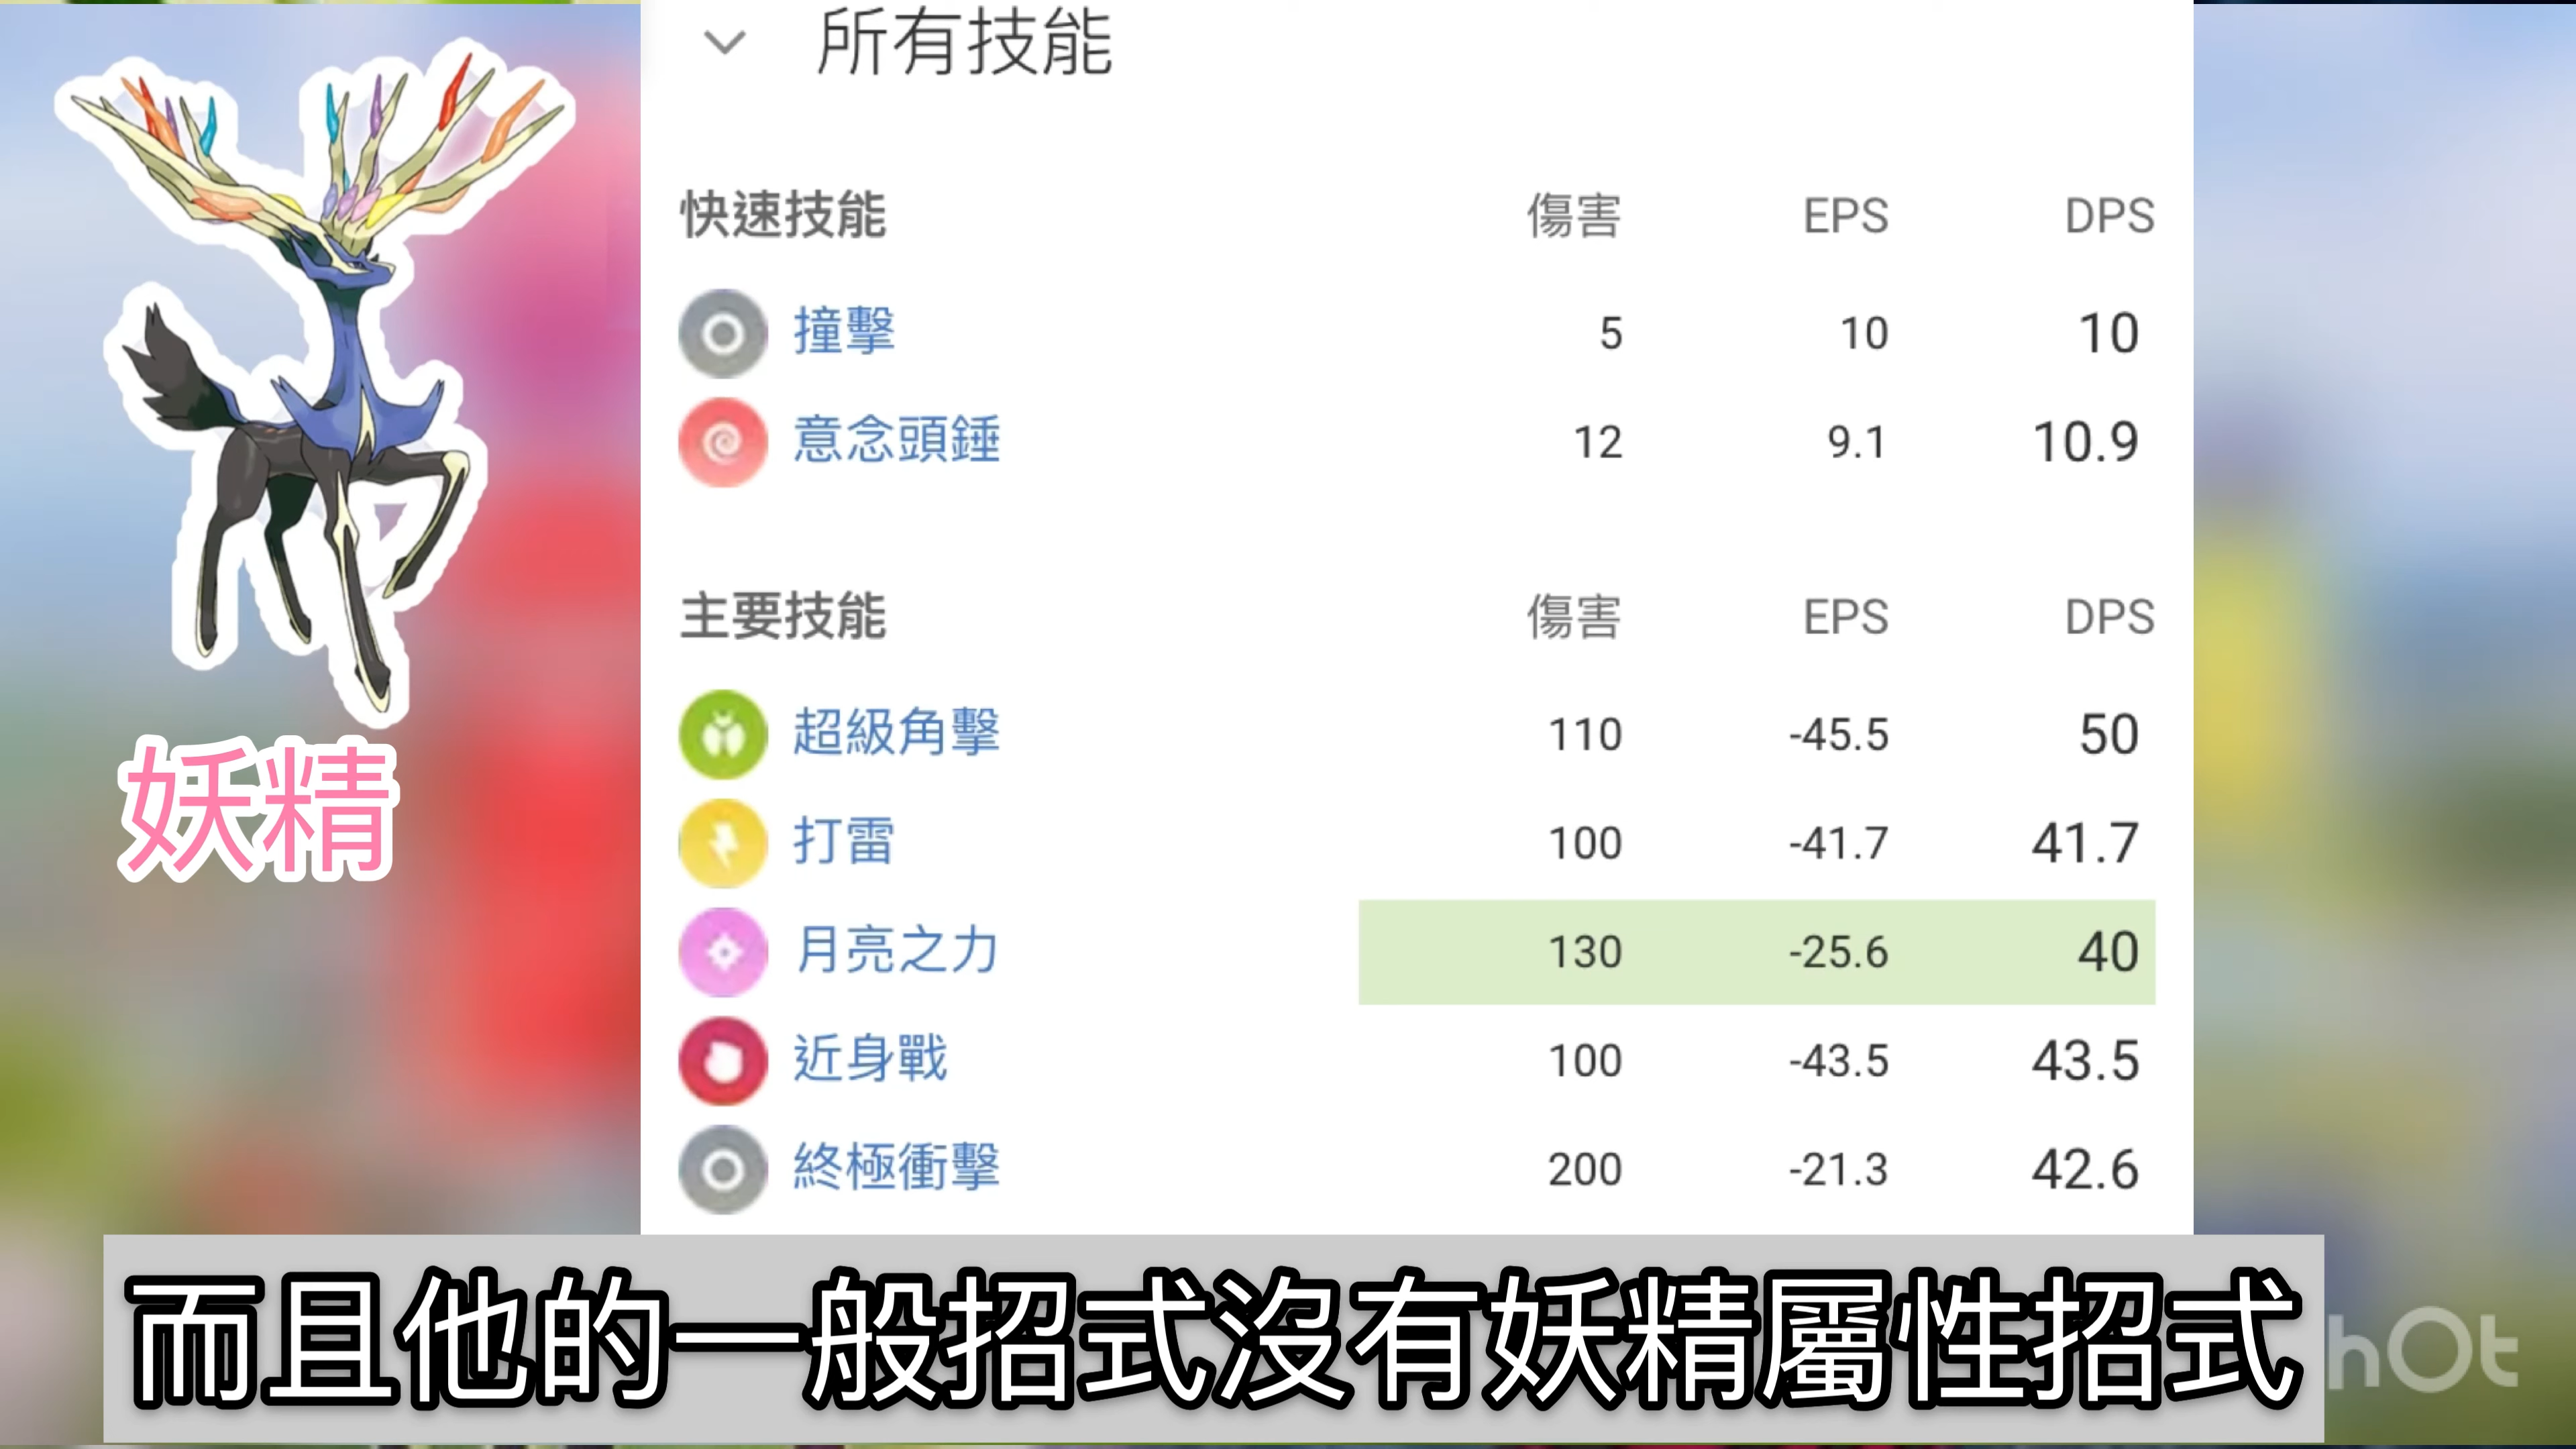 所有技能
快速技能 傷害 EPS DPS
撞擊 5 10 10
意念頭錘 12 9.1 10.9
主要技能 傷害 EPS DPS
超級角擊 110 -45.5 50
打雷 100 -41.7 41.7
月亮之力 130 -25.6 40
近身戰 100 -43.5 43.5
終極衝擊 200 -21.3 42.6
妖精
而且他的一般招式沒有妖精屬性招式